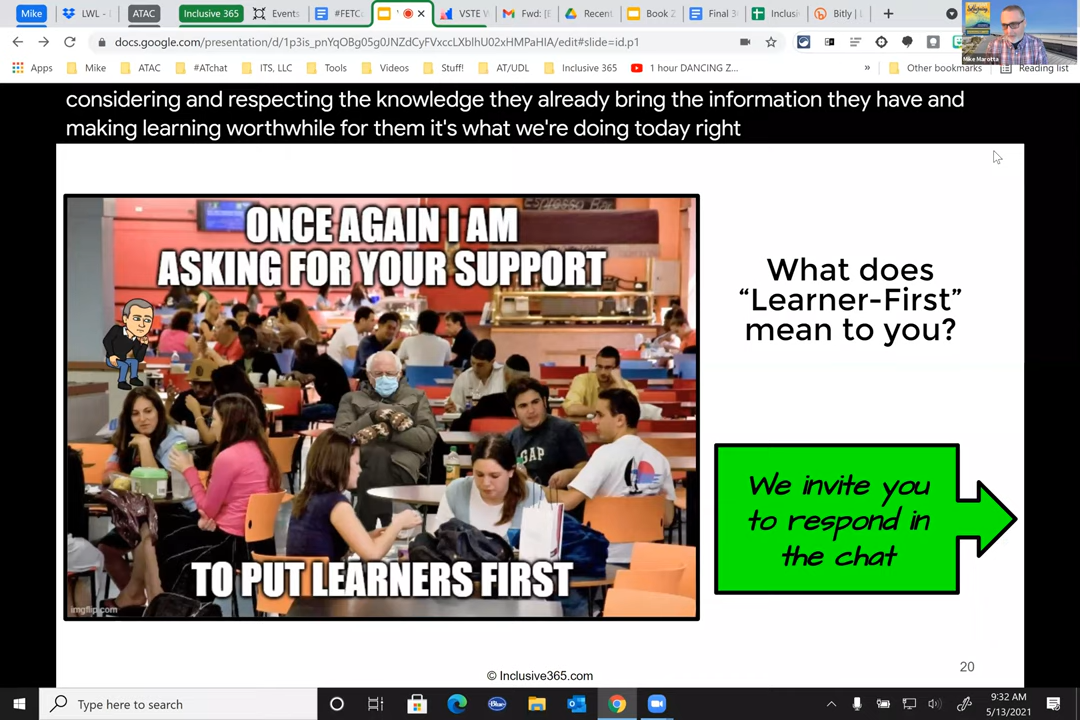 Mike
LWL -
ATAC
Inclusive 365
Events
#FETC
VSTE
Fwd: [E
Recent
Book 2
Final 3
Inclusi
Bitly | L
docs.google.com/presentation/d/1p3is_pnYqOBg05g0JNZdCyFVxccLXblhU02xHMPaHIA/edit#slide=id.p1
Mike Marotta
Apps
Mike
ATAC
#ATchat
ITS, LLC
Tools
Videos
Stuff!
AT/UDL
Inclusive 365
1 hour DANCING Z...
»
Other bookmarks
Reading list
considering and respecting the knowledge they already bring the information they have and
making learning worthwhile for them it's what we're doing today right
ONCE AGAIN I AM
ASKING FOR YOUR SUPPORT
GAP
TO PUT LEARNERS FIRST
imgflip.com
What does
“Learner-First”
mean to you?
We invite you
to respond in
the chat
20
© Inclusive365.com
Type here to search
Blue
9:32 AM
5/13/2021